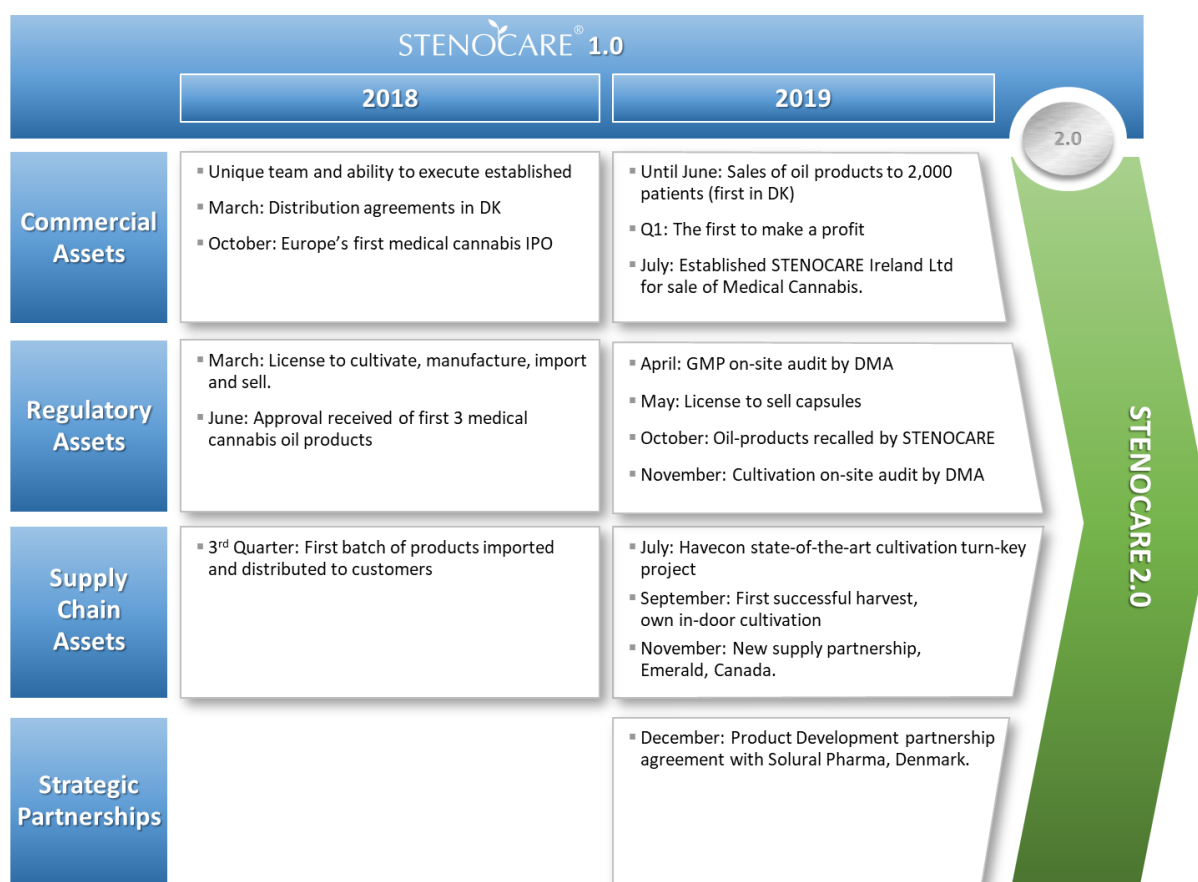 STENOCARE® 1.0
2018
2019
2.0
Commercial
Assets
▪ Unique team and ability to execute established
▪ March: Distribution agreements in DK
▪ October: Europe's first medical cannabis IPO
▪ Until June: Sales of oil products to 2,000
patients (first in DK)
▪ Q1: The first to make a profit
▪ July: Established STENOCARE Ireland Ltd
for sale of Medical Cannabis.
Regulatory
Assets
▪ March: License to cultivate, manufacture, import
and sell.
▪ June: Approval received of first 3 medical
cannabis oil products
▪ April: GMP on-site audit by DMA
▪ May: License to sell capsules
▪ October: Oil-products recalled by STENOCARE
▪ November: Cultivation on-site audit by DMA
Supply
Chain
Assets
▪ 3rd Quarter: First batch of products imported
and distributed to customers
▪ July: Havecon state-of-the-art cultivation turn-key
project
▪ September: First successful harvest,
own in-door cultivation
▪ November: New supply partnership,
Emerald, Canada.
Strategic
Partnerships
▪ December: Product Development partnership
agreement with Solural Pharma, Denmark.
STENOCARE 2.0